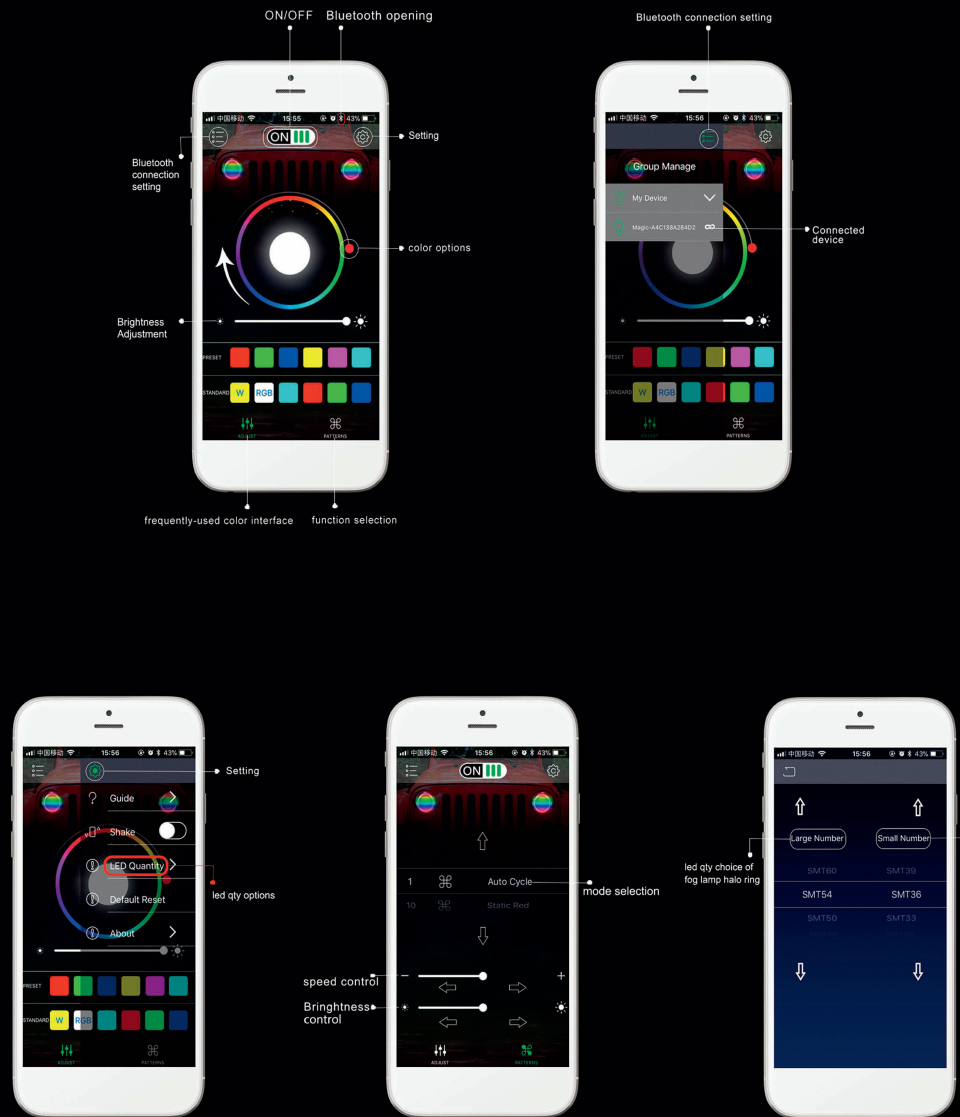 ON/OFF
Bluetooth opening
中国移动
15:55
43%
ON
Bluetooth
connection
setting
Setting
color options
Brightness
Adjustment
PRESET
STANDARD
W
RGB
ADJUST
PATTERNS
frequently-used color interface
function selection
Bluetooth connection setting
中国移动
15:56
43%
Group Manage
My Device
Magic-A4C138A284D2
Connected
device
PRESET
STANDARD
W
RGB
ADJUST
PATTERNS
中国移动
15:56
43%
Setting
Guide
Shake
LED Quantity
led qty options
Default Reset
About
PRESET
STANDARD
W
RGB
ADJUST
PATTERNS
中国移动
15:56
43%
ON
1
Auto Cycle
mode selection
10
Static Red
speed control
Bringhtness
control
ADJUST
PATTERNS
中国移动
15:56
43%
Large Number
Small Number
led qty choice of
fog lamp halo ring
SMT60
SMT39
SMT54
SMT36
SMT50
SMT33